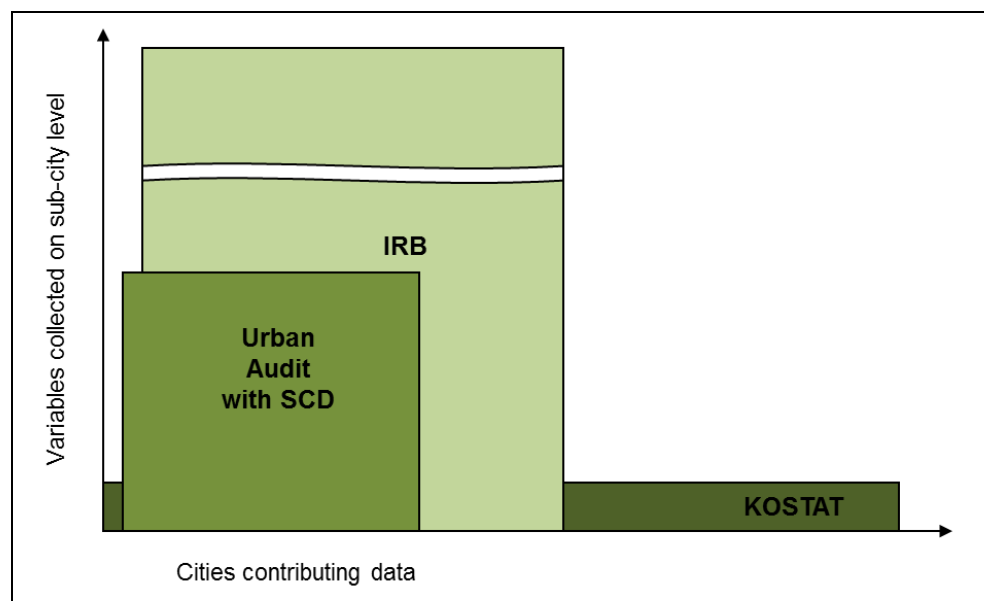 Variables collected on sub-city level
IRB
Urban
Audit
with SCD
KOSTAT
Cities contributing data